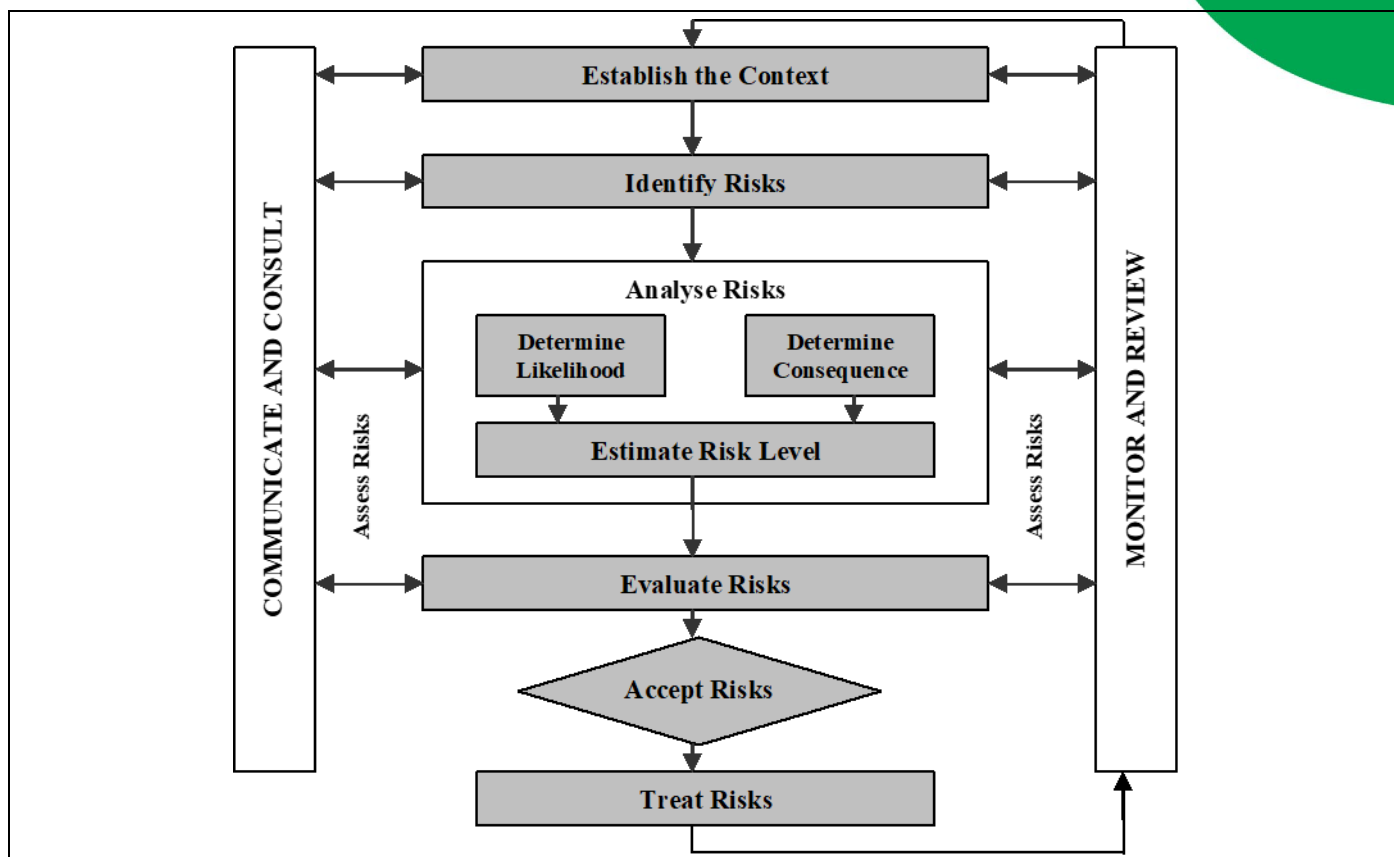 Establish the Context
Identify Risks
Analyse Risks
Determine
Likelihood
Determine
Consequence
Estimate Risk Level
Evaluate Risks
Accept Risks
Treat Risks
COMMUNICATE AND CONSULT
Assess Risks
Assess Risks
MONITOR AND REVIEW